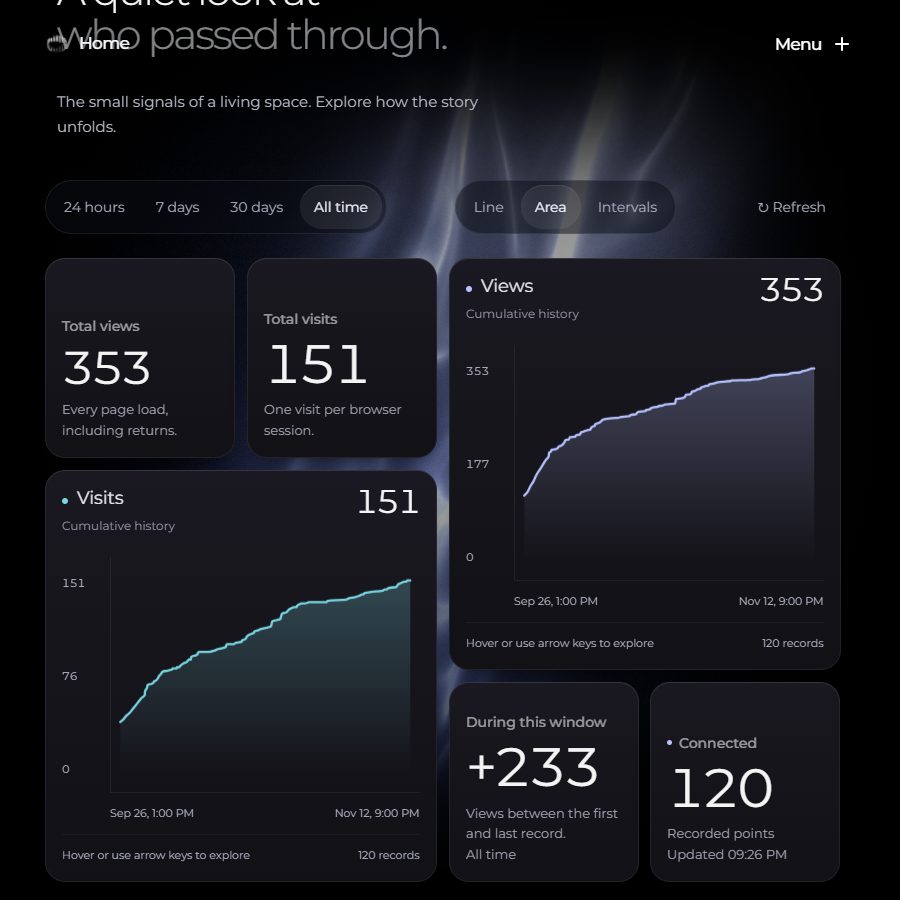 A quiet look at
who passed through.
Home
Menu +
The small signals of a living space. Explore how the story
unfolds.
24 hours
7 days
30 days
All time
Line
Area
Intervals
↻ Refresh
Total views
353
Every page load,
including returns.
Total visits
151
One visit per browser
session.
Views
353
Cumulative history
353
177
0
Sep 26, 1:00 PM
Nov 12, 9:00 PM
Hover or use arrow keys to explore
120 records
Visits
151
Cumulative history
151
76
0
Sep 26, 1:00 PM
Nov 12, 9:00 PM
Hover or use arrow keys to explore
120 records
During this window
+233
Views between the first
and last record.
All time
Connected
120
Recorded points
Updated 09:26 PM